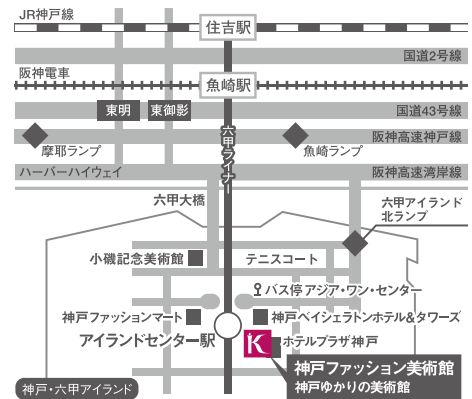 JR神戸線
住吉駅
国道2号線
阪神電車
魚崎駅
東明
東御影
国道43号線
六甲ライナー
阪神高速神戸線
摩耶ランプ
魚崎ランプ
ハーバーハイウェイ
阪神高速湾岸線
六甲大橋
六甲アイランド
北ランプ
小磯記念美術館
テニスコート
バス停アジア・ワン・センター
神戸ファッションマート
神戸ベイシェラトンホテル&タワーズ
アイランドセンター駅
K
ホテルプラザ神戸
神戸ファッション美術館
神戸ゆかりの美術館
神戸・六甲アイランド